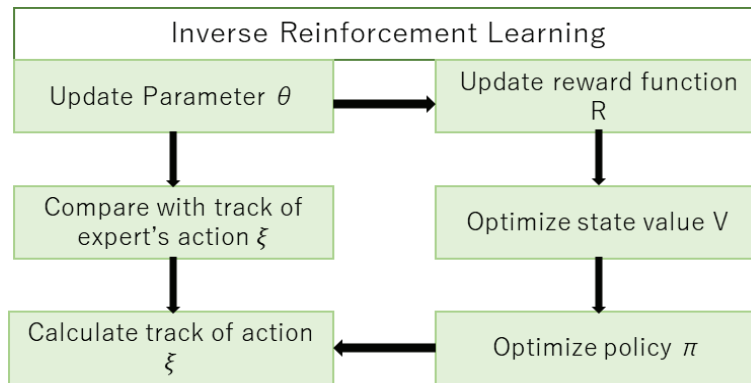 Inverse Reinforcement Learning
Update Parameter θ
Update reward function
R
Compare with track of
expert's action ξ
Optimize state value V
Calculate track of action
ξ
Optimize policy π